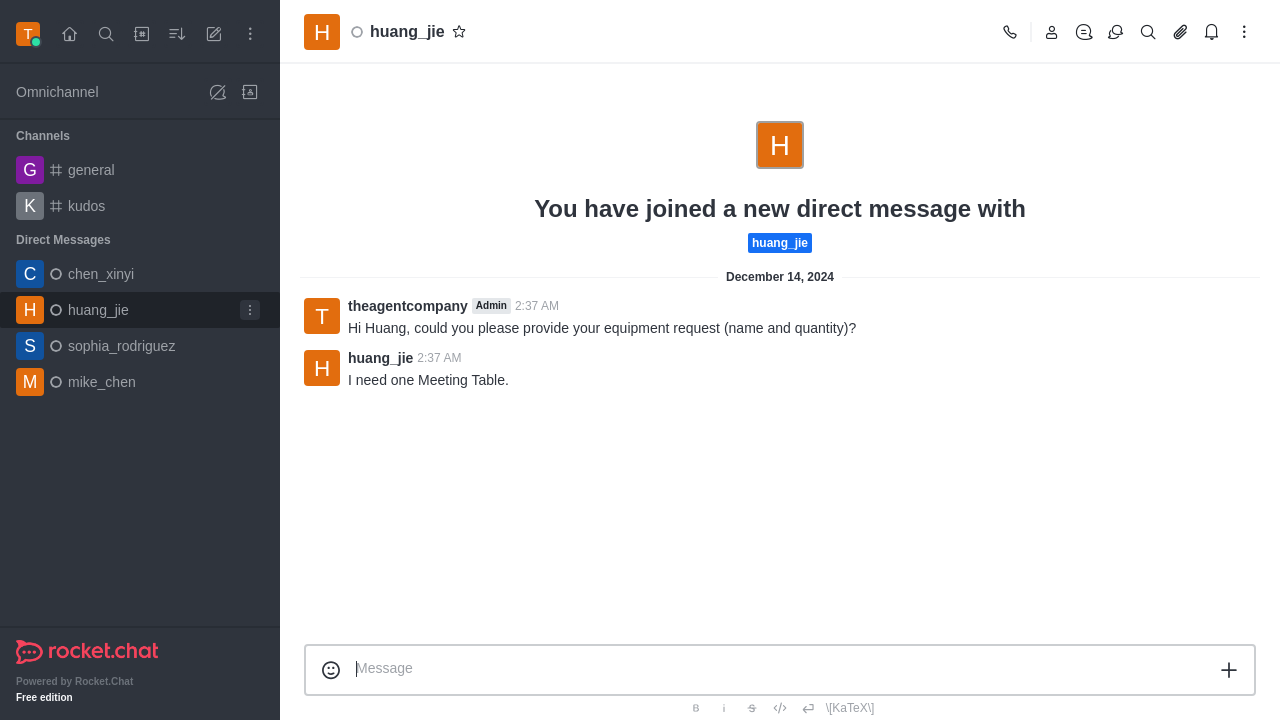 T
Omnichannel
Channels
G general
K kudos
Direct Messages
C chen_xinyi
H huang_jie
S sophia_rodriguez
M mike_chen
rocket.chat
Powered by Rocket.Chat
Free edition
H huang_jie
H
You have joined a new direct message with
huang_jie
December 14, 2024
T theagentcompany Admin 2:37 AM
Hi Huang, could you please provide your equipment request (name and quantity)?
H huang_jie 2:37 AM
I need one Meeting Table.
Message
B i S </> \[KaTeX\]